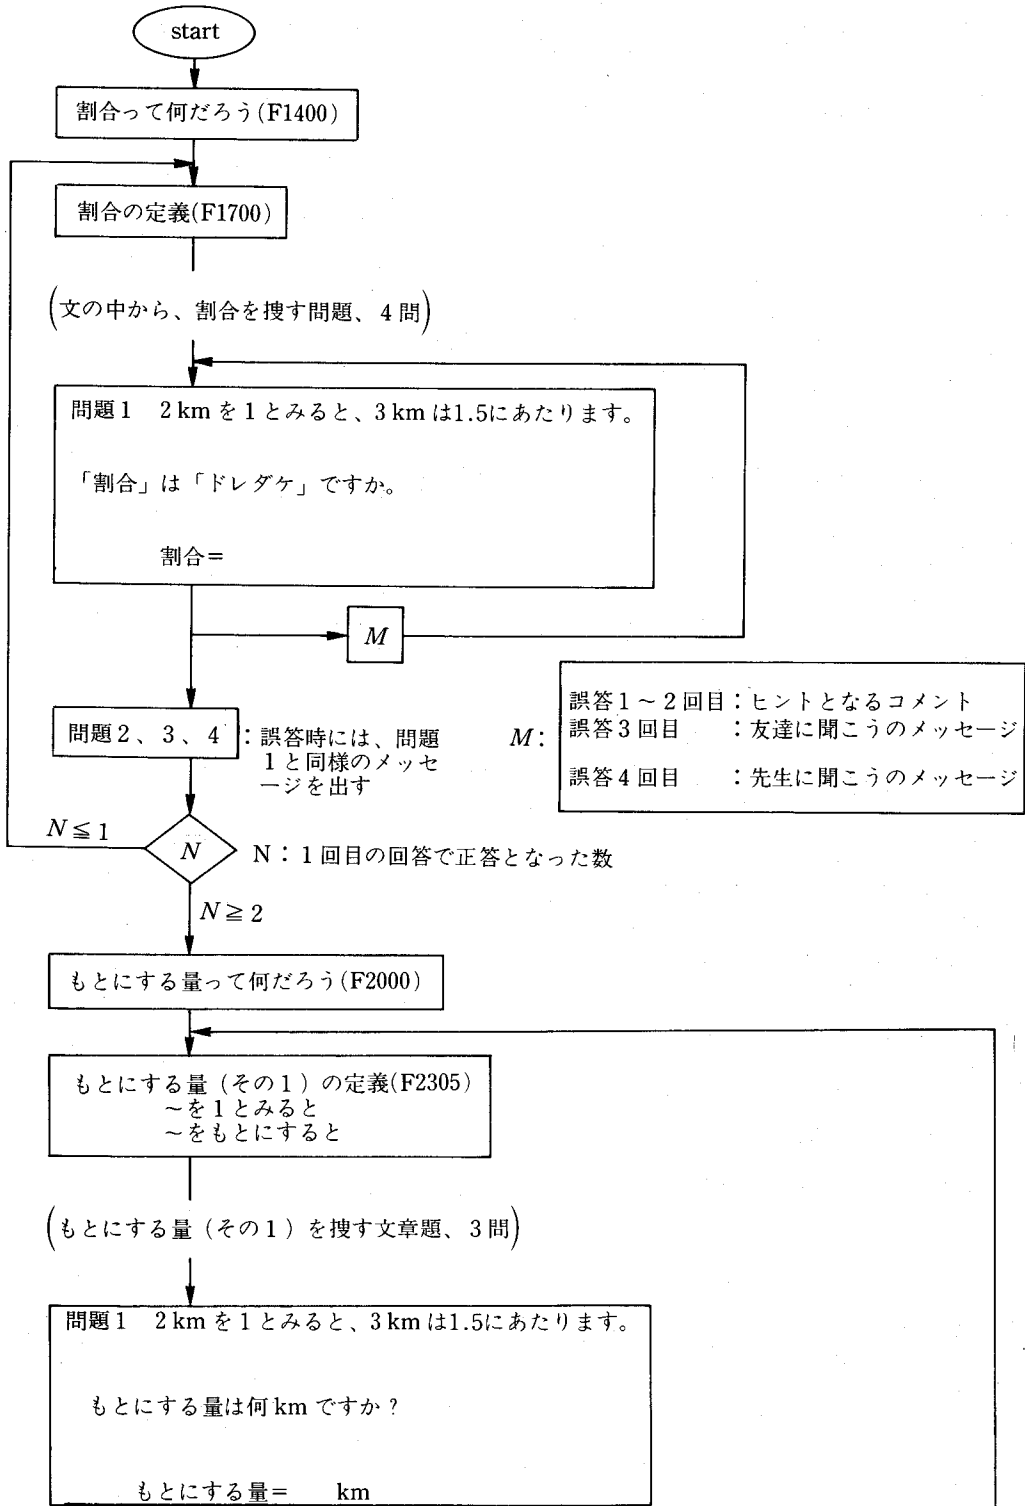 start
割合って何だろう(F1400)
割合の定義(F1700)
(文の中から、割合を捜す問題、4問)
問題1 2kmを1とみると、3kmは1.5にあたります。
「割合」は「ドレダケ」ですか。
割合=
M
問題2、3、4
:誤答時には、問題
1と同様のメッセ
ージを出す
M:
誤答1~2回目:ヒントとなるコメント
誤答3回目 :友達に聞こうのメッセージ
誤答4回目 :先生に聞こうのメッセージ
N≦1
N
N:1回目の回答で正答となった数
N≧2
もとにする量って何だろう(F2000)
もとにする量(その1)の定義(F2305)
~を1とみると
~をもとにすると
(もとにする量(その1)を捜す文章題、3問)
問題1 2kmを1とみると、3kmは1.5にあたります。
もとにする量は何kmですか?
もとにする量= km